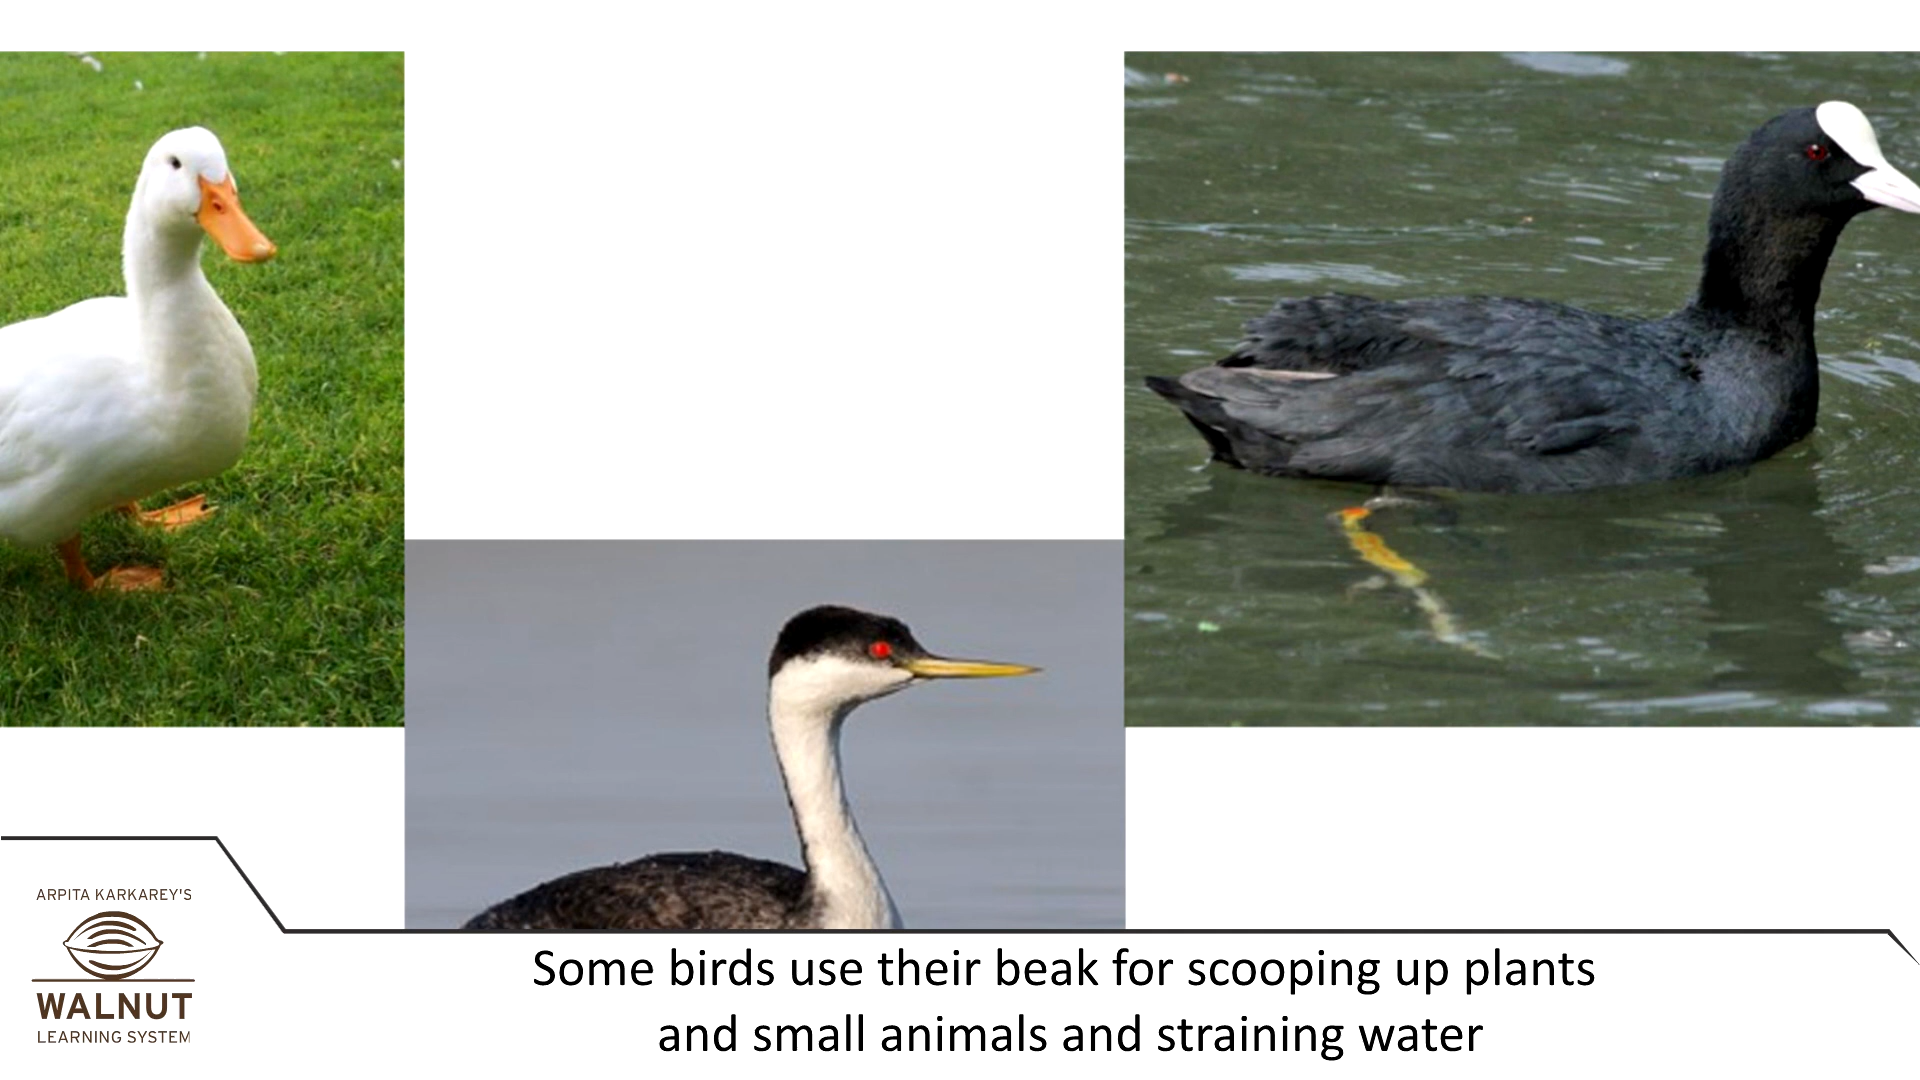 ARPITA KARKAREY'S
WALNUT
LEARNING SYSTEM
Some birds use their beak for scooping up plants
and small animals and straining water